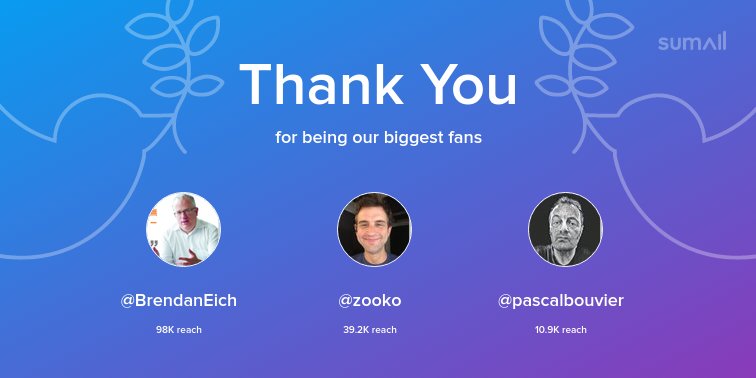 sumall
Thank You
for being our biggest fans
@BrendanEich
@zooko
@pascalbouvier
98K reach
39.2K reach
10.9K reach